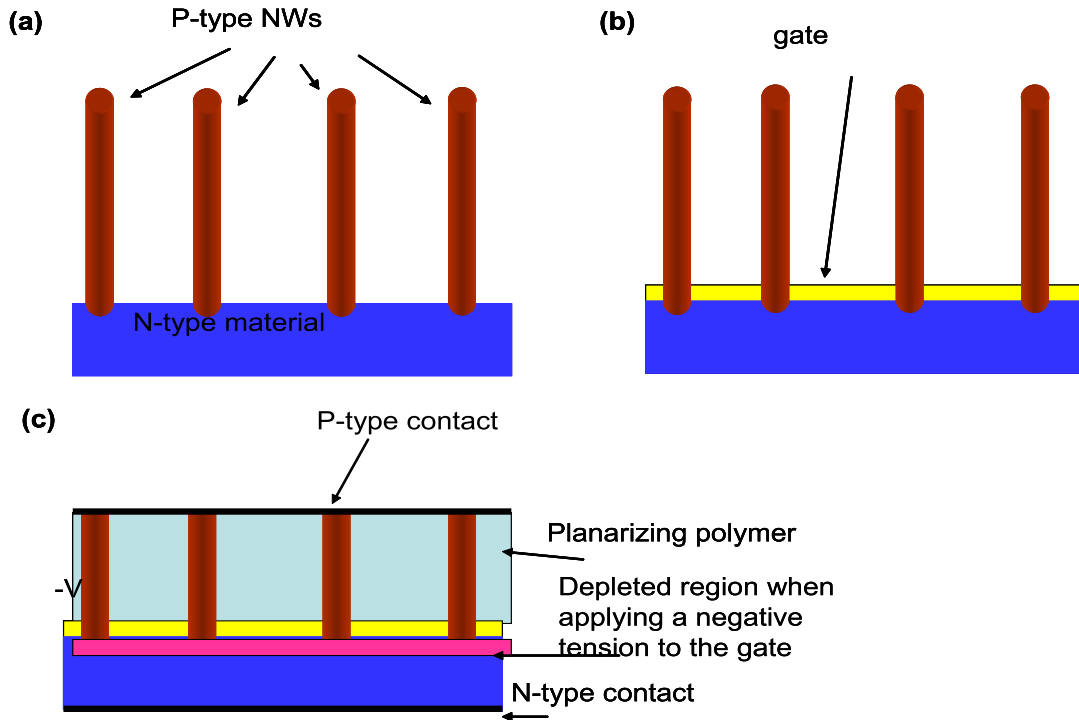 (a)
P-type NWs
N-type material
(b)
gate
(c)
P-type contact
Planarizing polymer
-V
Depleted region when
applying a negative
tension to the gate
N-type contact